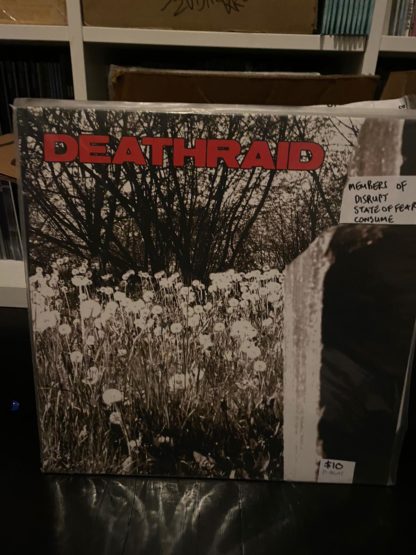 DEATHRAID
MEMBERS OF
DISRUPT
STATE OF FEAR
CONSUME
$10